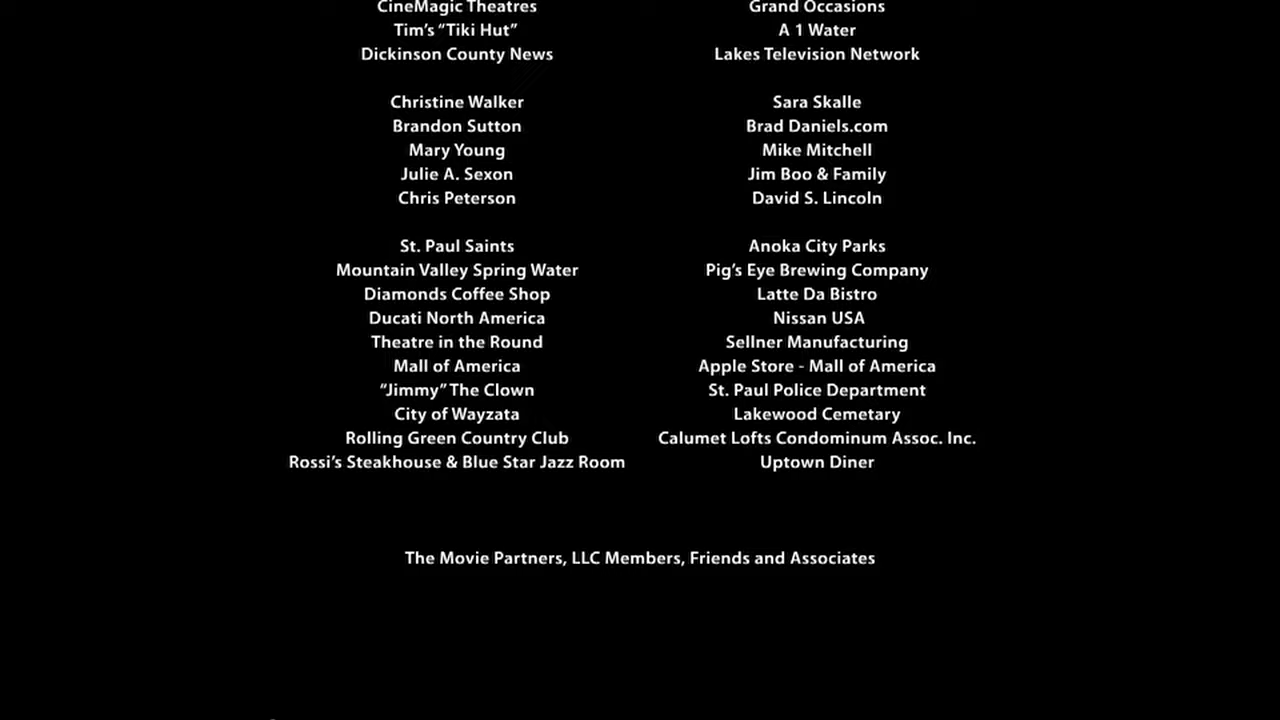 CineMagic Theatres
Grand Occasions
Tim's “Tiki Hut”
A 1 Water
Dickinson County News
Lakes Television Network
Christine Walker
Sara Skalle
Brandon Sutton
Brad Daniels.com
Mary Young
Mike Mitchell
Julie A. Sexon
Jim Boo & Family
Chris Peterson
David S. Lincoln
St. Paul Saints
Anoka City Parks
Mountain Valley Spring Water
Pig's Eye Brewing Company
Diamonds Coffee Shop
Latte Da Bistro
Ducati North America
Nissan USA
Theatre in the Round
Sellner Manufacturing
Mall of America
Apple Store - Mall of America
“Jimmy” The Clown
St. Paul Police Department
City of Wayzata
Lakewood Cemetary
Rolling Green Country Club
Calumet Lofts Condominum Assoc. Inc.
Rossi's Steakhouse & Blue Star Jazz Room
Uptown Diner
The Movie Partners, LLC Members, Friends and Associates